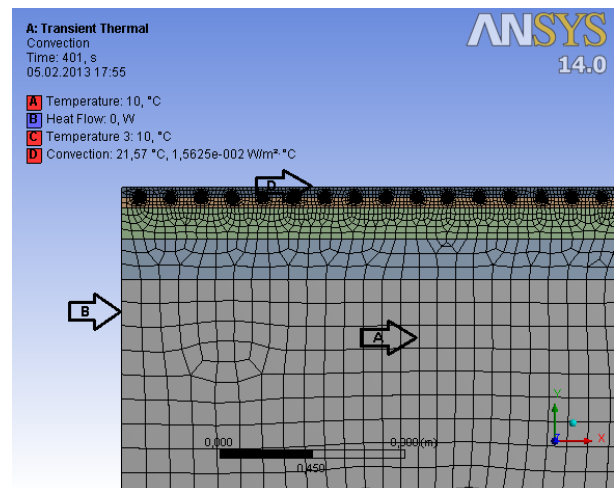 A: Transient Thermal
Convection
Time: 401, s
05.02.2013 17:55
ANSYS
14.0
A Temperature: 10, °C
B Heat Flow: 0, W
C Temperature 3: 10, °C
D Convection: 21,57 °C, 1,5625e-002 W/m²·°C
D
B
A
Y
X
Z
0,000
0,900 (m)
0,450